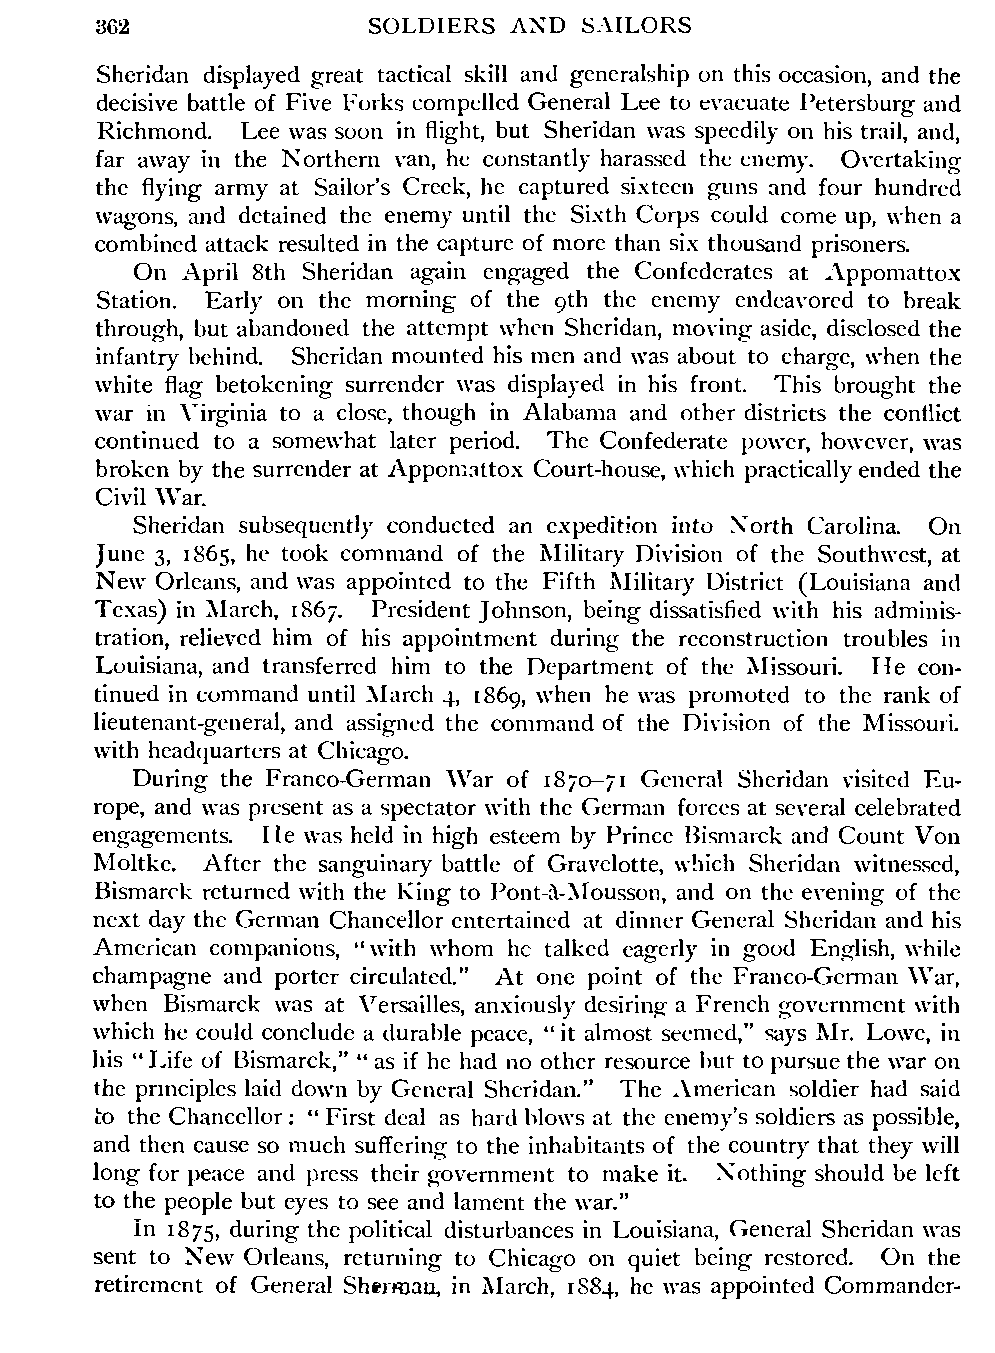 362 SOLDIERS AND SAILORS
Sheridan displayed great tactical skill and generalship on this occasion, and the
decisive battle of Five Forks compelled General Lee to evacuate Petersburg and
Richmond. Lee was soon in flight, but Sheridan was speedily on his trail, and,
far away in the Northern van, he constantly harassed the enemy. Overtaking
the flying army at Sailor's Creek, he captured sixteen guns and four hundred
wagons, and detained the enemy until the Sixth Corps could come up, when a
combined attack resulted in the capture of more than six thousand prisoners.
On April 8th Sheridan again engaged the Confederates at Appomattox
Station. Early on the morning of the 9th the enemy endeavored to break
through, but abandoned the attempt when Sheridan, moving aside, disclosed the
infantry behind. Sheridan mounted his men and was about to charge, when the
white flag betokening surrender was displayed in his front. This brought the
war in Virginia to a close, though in Alabama and other districts the conflict
continued to a somewhat later period. The Confederate power, however, was
broken by the surrender at Appomattox Court-house, which practically ended the
Civil War.
Sheridan subsequently conducted an expedition into North Carolina. On
June 3, 1865, he took command of the Military Division of the Southwest, at
New Orleans, and was appointed to the Fifth Military District (Louisiana and
Texas) in March, 1867. President Johnson, being dissatisfied with his adminis-
tration, relieved him of his appointment during the reconstruction troubles in
Louisiana, and transferred him to the Department of the Missouri. He con-
tinued in command until March 4, 1869, when he was promoted to the rank of
lieutenant-general, and assigned the command of the Division of the Missouri.
with headquarters at Chicago.
During the Franco-German War of 1870–71 General Sheridan visited Eu-
rope, and was present as a spectator with the German forces at several celebrated
engagements. He was held in high esteem by Prince Bismarck and Count Von
Moltke. After the sanguinary battle of Gravelotte, which Sheridan witnessed,
Bismarck returned with the King to Pont-à-Mousson, and on the evening of the
next day the German Chancellor entertained at dinner General Sheridan and his
American companions, "with whom he talked eagerly in good English, while
champagne and porter circulated." At one point of the Franco-German War,
when Bismarck was at Versailles, anxiously desiring a French government with
which he could conclude a durable peace, "it almost seemed," says Mr. Lowe, in
his "Life of Bismarck," "as if he had no other resource but to pursue the war on
the principles laid down by General Sheridan." The American soldier had said
to the Chancellor: "First deal as hard blows at the enemy's soldiers as possible,
and then cause so much suffering to the inhabitants of the country that they will
long for peace and press their government to make it. Nothing should be left
to the people but eyes to see and lament the war."
In 1875, during the political disturbances in Louisiana, General Sheridan was
sent to New Orleans, returning to Chicago on quiet being restored. On the
retirement of General Sherman, in March, 1884, he was appointed Commander-